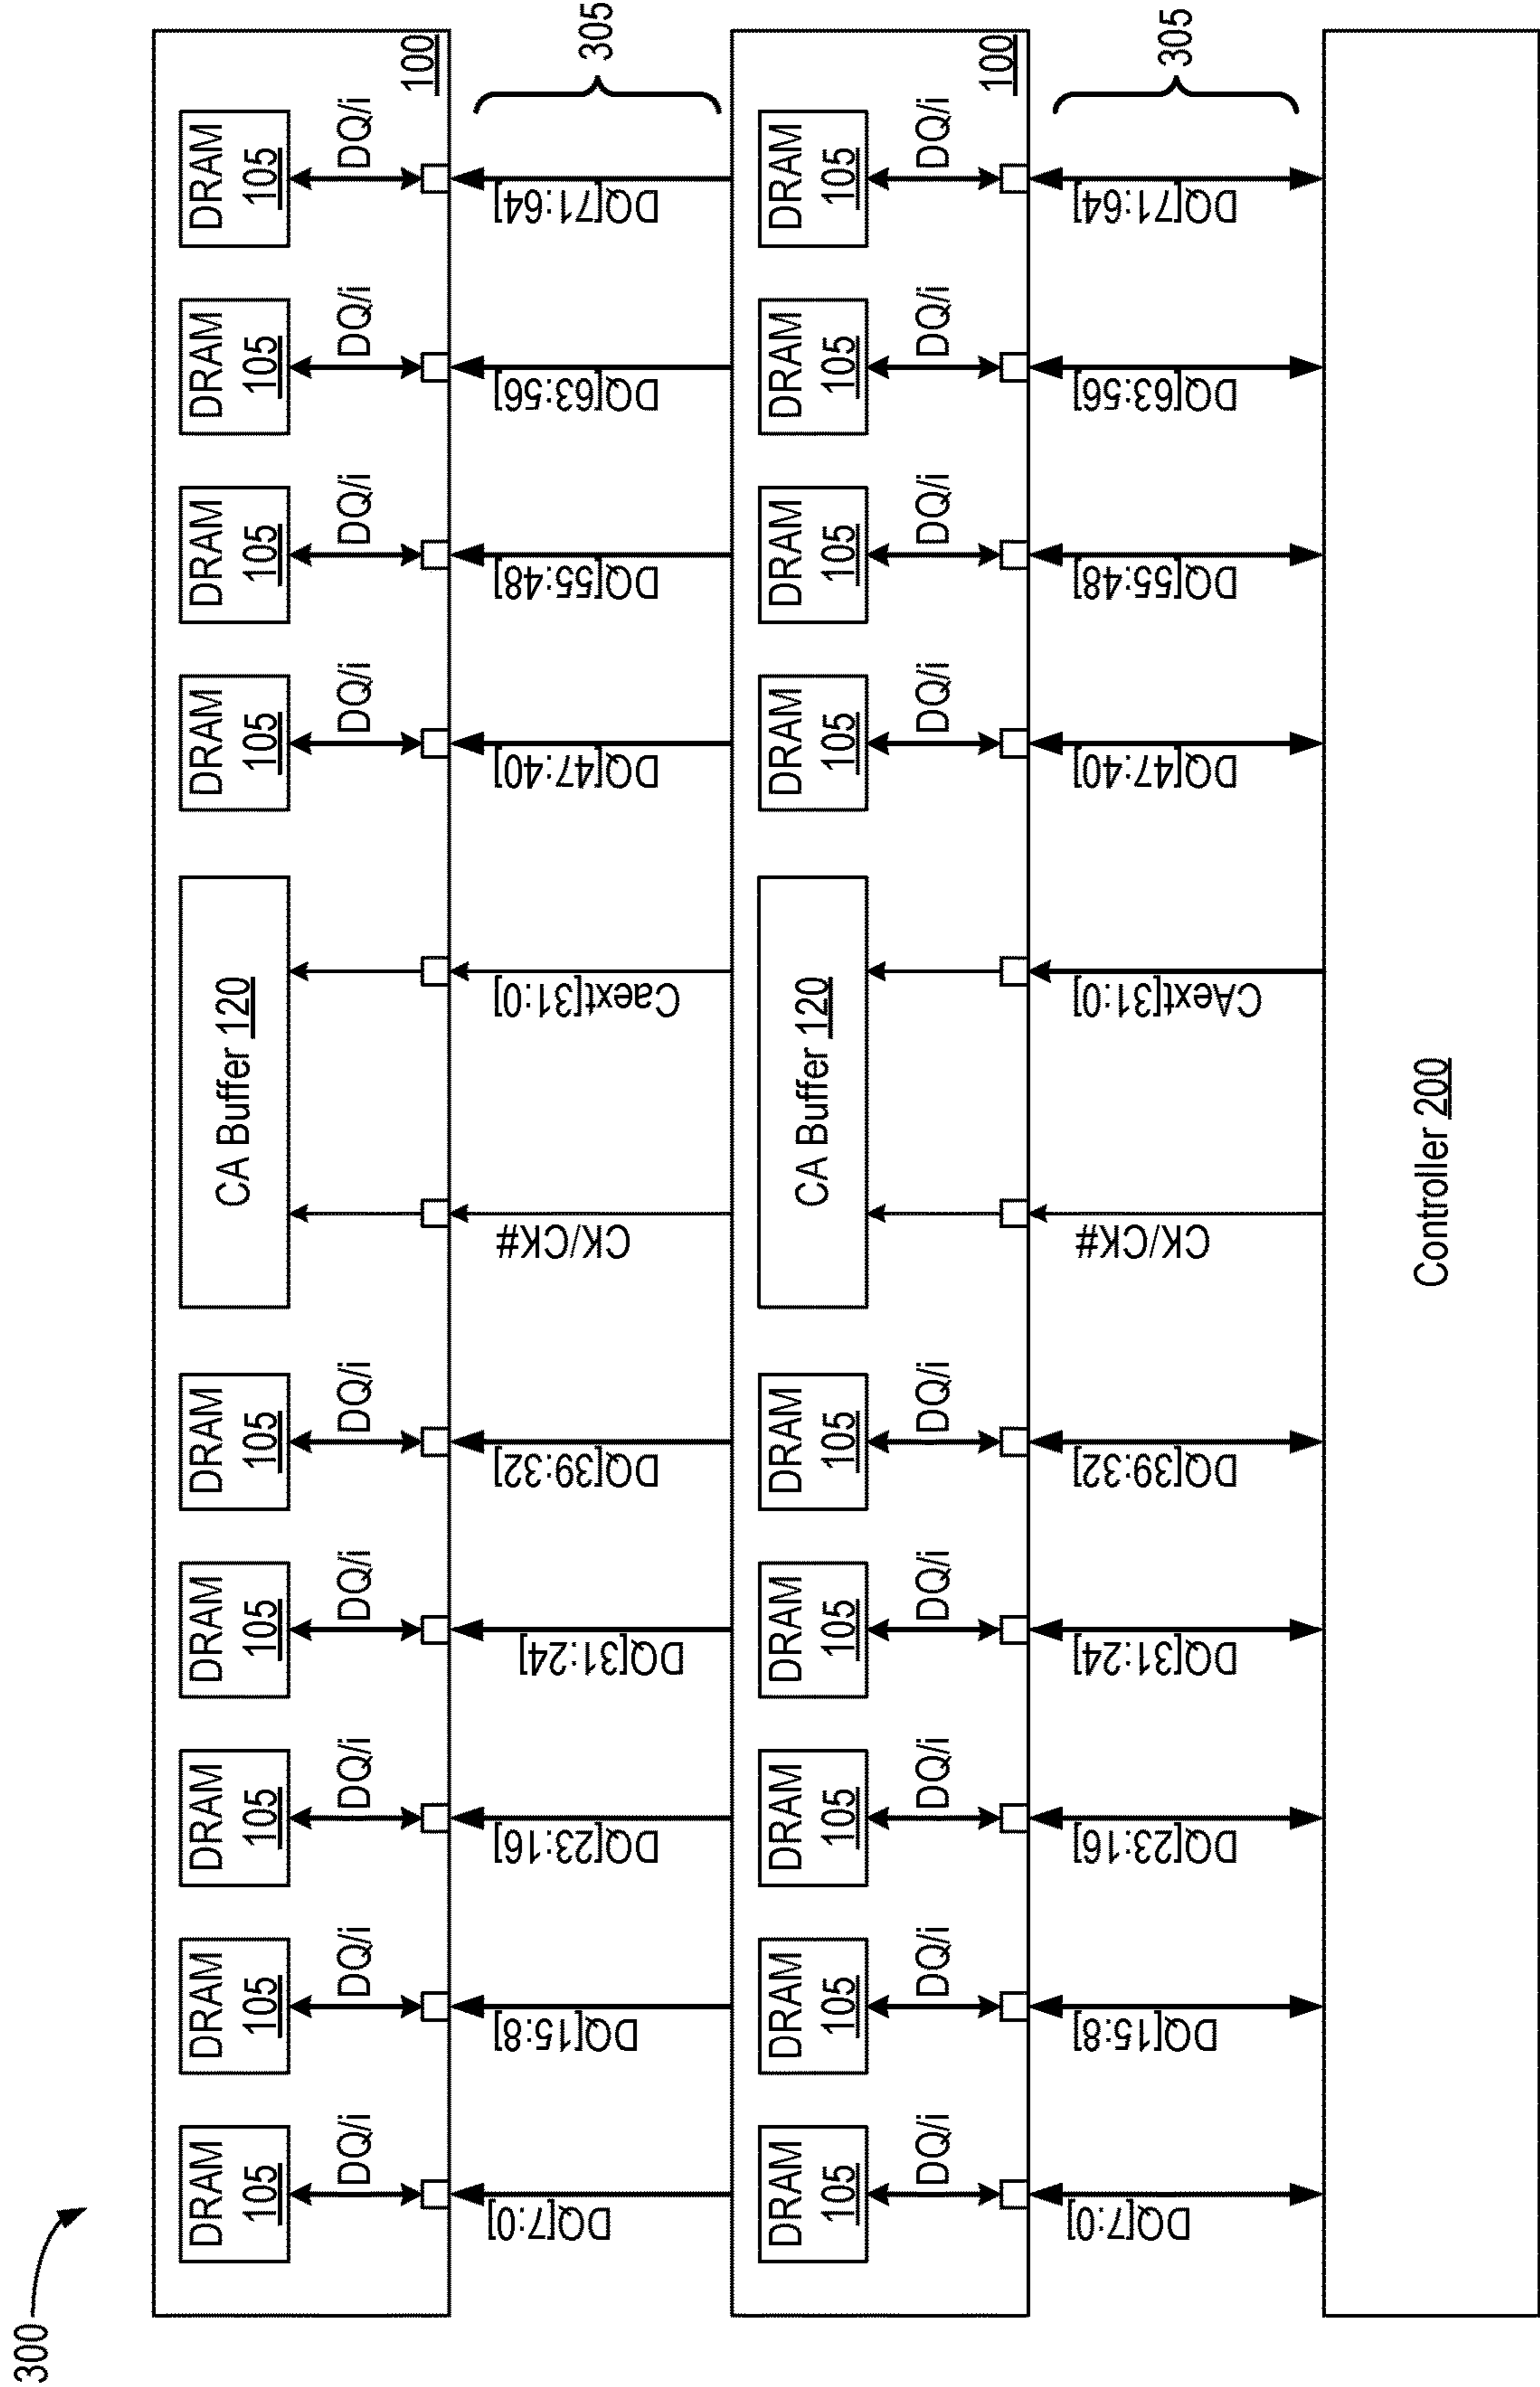 300
DRAM
105
DRAM
105
DRAM
105
DRAM
105
DRAM
105
CA Buffer 120
DRAM
105
DRAM
105
DRAM
105
DRAM
105
DQ/i
DQ/i
DQ/i
DQ/i
DQ/i
DQ/i
DQ/i
DQ/i
DQ/i
100
DQ[7:0]
DQ[15:8]
DQ[23:16]
DQ[31:24]
DQ[39:32]
CK/CK#
Caext[31:0]
DQ[47:40]
DQ[55:48]
DQ[63:56]
DQ[71:64]
305
DRAM
105
DRAM
105
DRAM
105
DRAM
105
DRAM
105
CA Buffer 120
DRAM
105
DRAM
105
DRAM
105
DRAM
105
DQ/i
DQ/i
DQ/i
DQ/i
DQ/i
DQ/i
DQ/i
DQ/i
DQ/i
100
DQ[7:0]
DQ[15:8]
DQ[23:16]
DQ[31:24]
DQ[39:32]
CK/CK#
CAext[31:0]
DQ[47:40]
DQ[55:48]
DQ[63:56]
DQ[71:64]
305
Controller 200